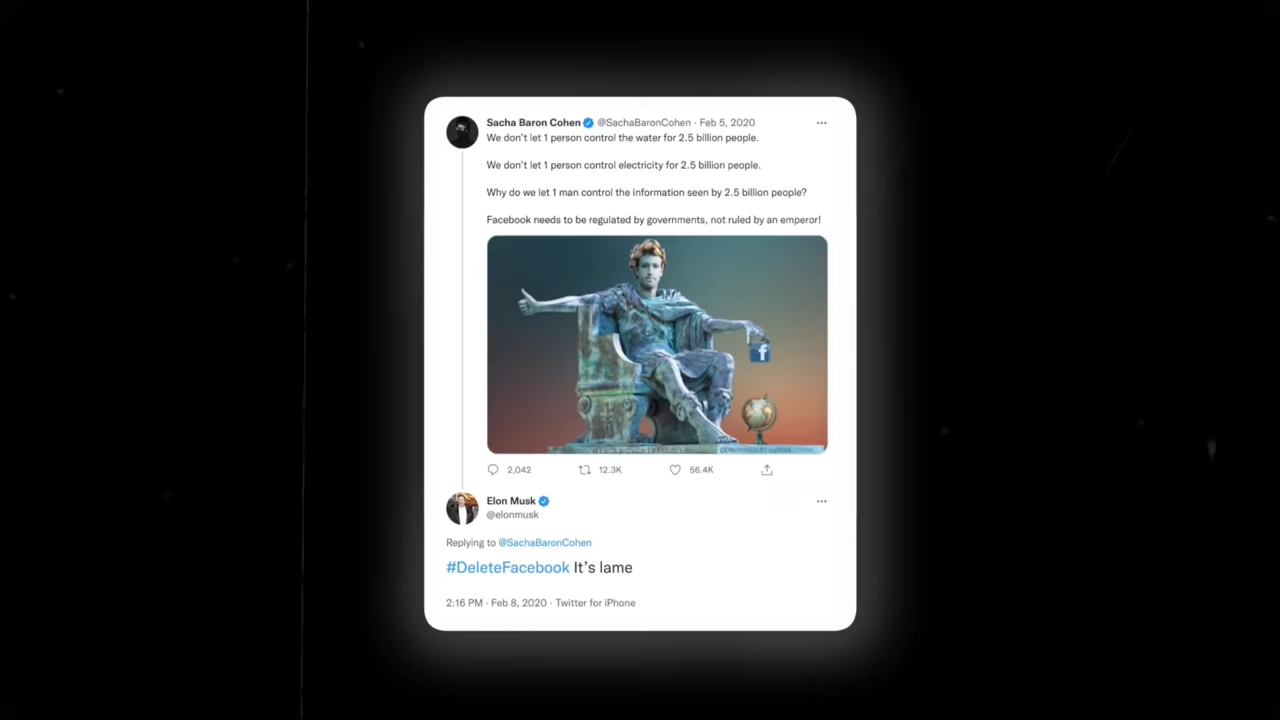 Sacha Baron Cohen @SachaBaronCohen · Feb 5, 2020
We don't let 1 person control the water for 2.5 billion people.
We don't let 1 person control electricity for 2.5 billion people.
Why do we let 1 man control the information seen by 2.5 billion people?
Facebook needs to be regulated by governments, not ruled by an emperor!
f
2,042 12.3K 56.4K
Elon Musk
@elonmusk
Replying to @SachaBaronCohen
#DeleteFacebook It's lame
2:16 PM · Feb 8, 2020 · Twitter for iPhone